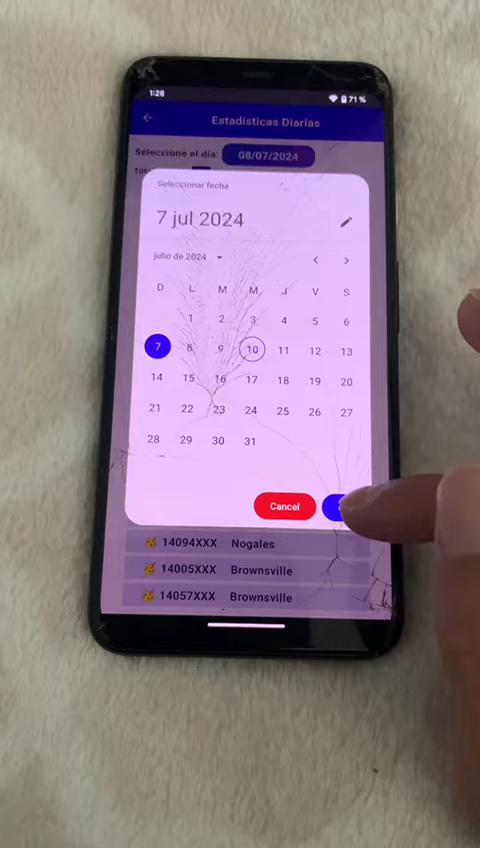 1:28
71 %
Estadísticas Diarias
Seleccione el día: 08/07/2024
Seleccionar fecha
7 jul 2024
julio de 2024
D L M M J V S
1 2 3 4 5 6
7 8 9 10 11 12 13
14 15 16 17 18 19 20
21 22 23 24 25 26 27
28 29 30 31
Cancel
14094XXX Nogales
14005XXX Brownsville
14057XXX Brownsville